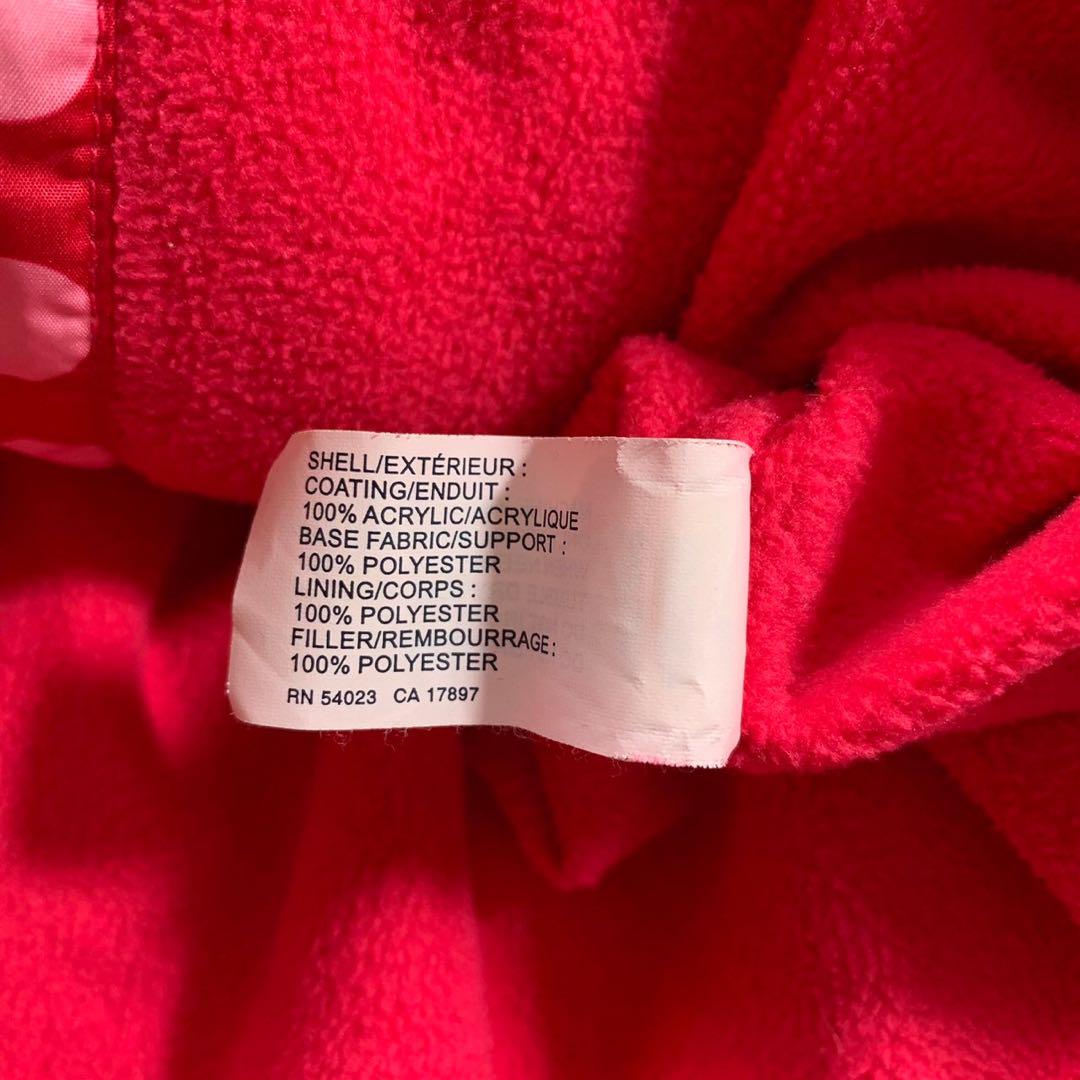 SHELL/EXTÉRIEUR :
COATING/ENDUIT :
100% ACRYLIC/ACRYLIQUE
BASE FABRIC/SUPPORT :
100% POLYESTER
LINING/CORPS :
100% POLYESTER
FILLER/REMBOURRAGE :
100% POLYESTER
RN 54023 CA 17897